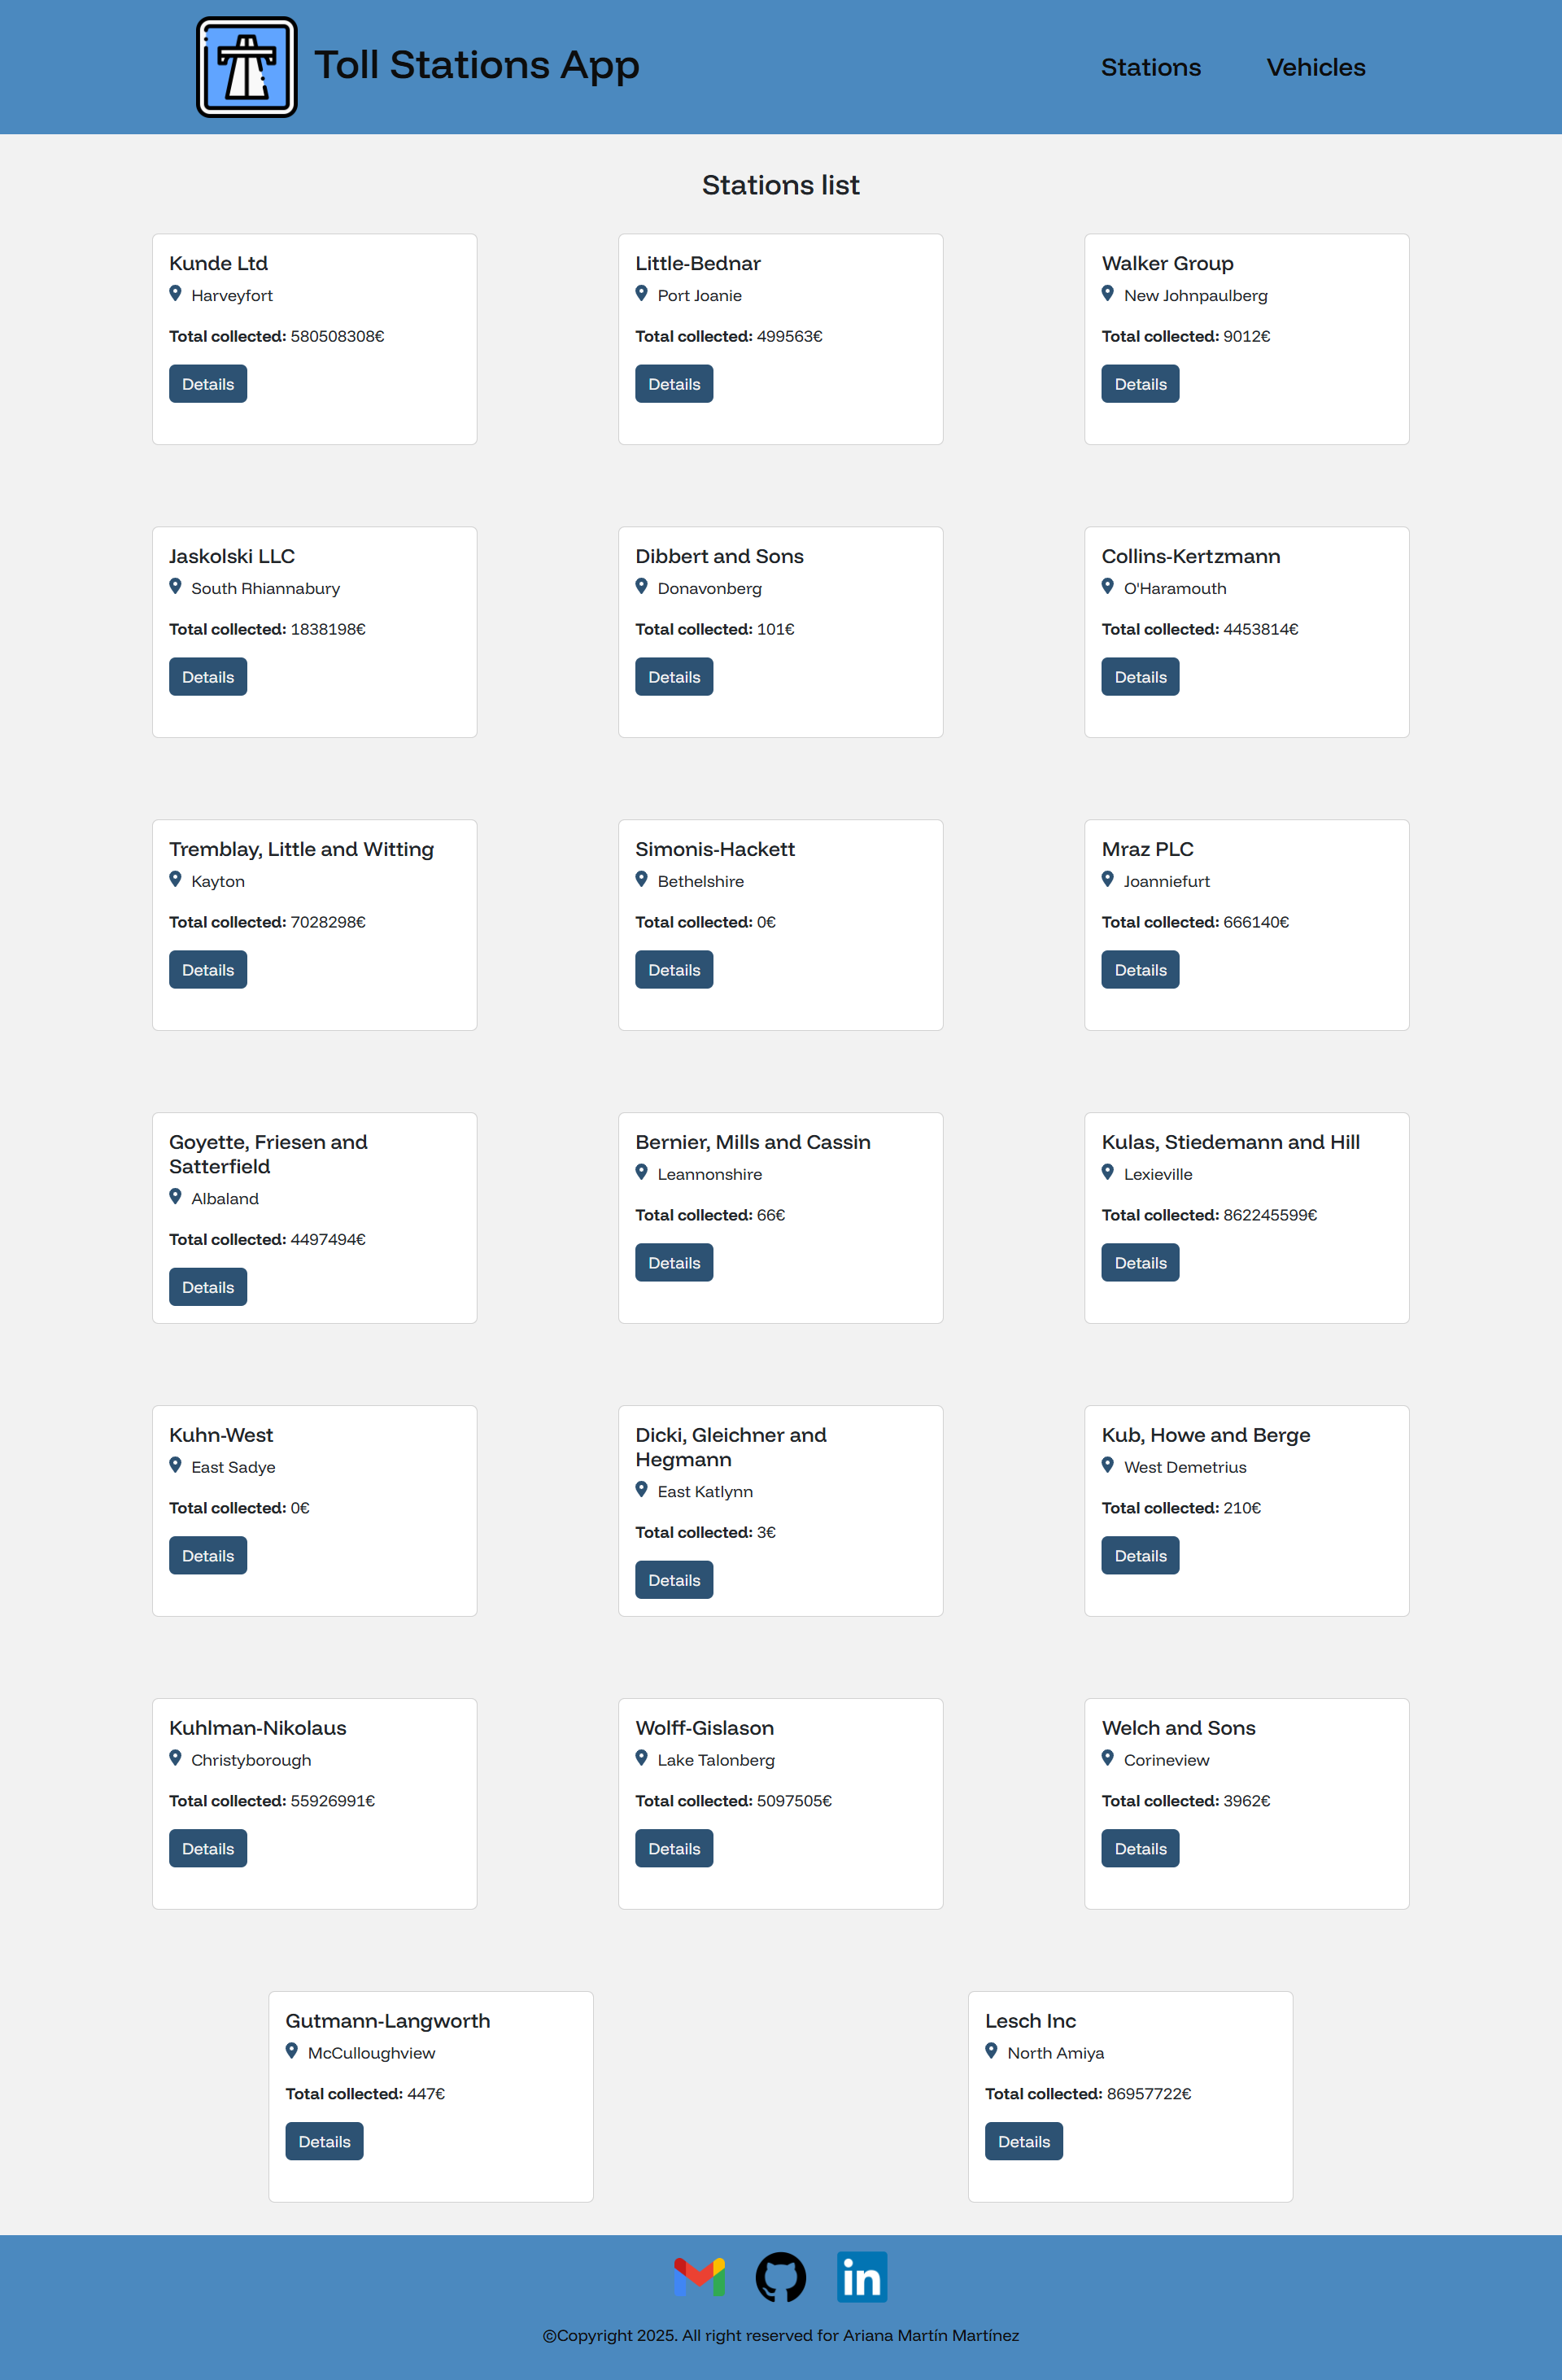 Toll Stations App
Stations
Vehicles
Stations list
Kunde Ltd
Harveyfort
Total collected: 580508308€
Details
Little-Bednar
Port Joanie
Total collected: 499563€
Details
Walker Group
New Johnpaulberg
Total collected: 9012€
Details
Jaskolski LLC
South Rhiannabury
Total collected: 1838198€
Details
Dibbert and Sons
Donavonberg
Total collected: 101€
Details
Collins-Kertzmann
O'Haramouth
Total collected: 4453814€
Details
Tremblay, Little and Witting
Kayton
Total collected: 7028298€
Details
Simonis-Hackett
Bethelshire
Total collected: 0€
Details
Mraz PLC
Joanniefurt
Total collected: 666140€
Details
Goyette, Friesen and
Satterfield
Albaland
Total collected: 4497494€
Details
Bernier, Mills and Cassin
Leannonshire
Total collected: 66€
Details
Kulas, Stiedemann and Hill
Lexieville
Total collected: 862245599€
Details
Kuhn-West
East Sadye
Total collected: 0€
Details
Dicki, Gleichner and
Hegmann
East Katlynn
Total collected: 3€
Details
Kub, Howe and Berge
West Demetrius
Total collected: 210€
Details
Kuhlman-Nikolaus
Christyborough
Total collected: 55926991€
Details
Wolff-Gislason
Lake Talonberg
Total collected: 5097505€
Details
Welch and Sons
Corineview
Total collected: 3962€
Details
Gutmann-Langworth
McCulloughview
Total collected: 447€
Details
Lesch Inc
North Amiya
Total collected: 86957722€
Details
in
©Copyright 2025. All right reserved for Ariana Martín Martínez